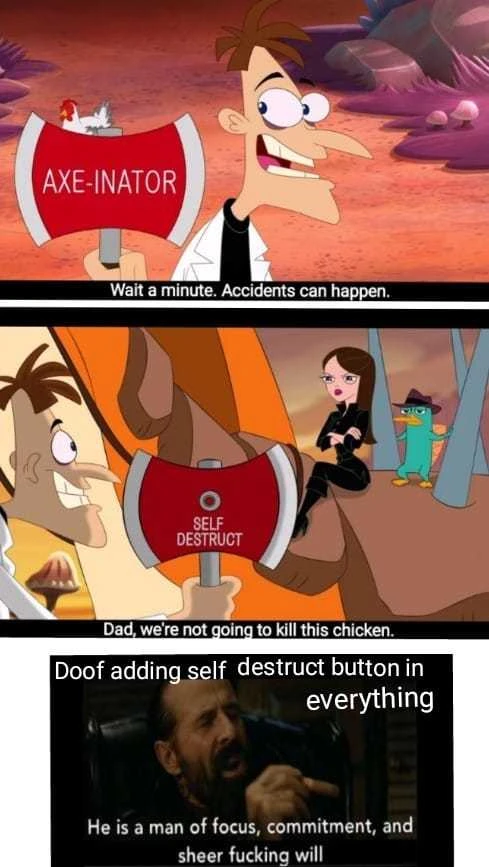 AXE-INATOR
Wait a minute. Accidents can happen.
SELF
DESTRUCT
Dad, we're not going to kill this chicken.
Doof adding self destruct button in
everything
He is a man of focus, commitment, and
sheer fucking will